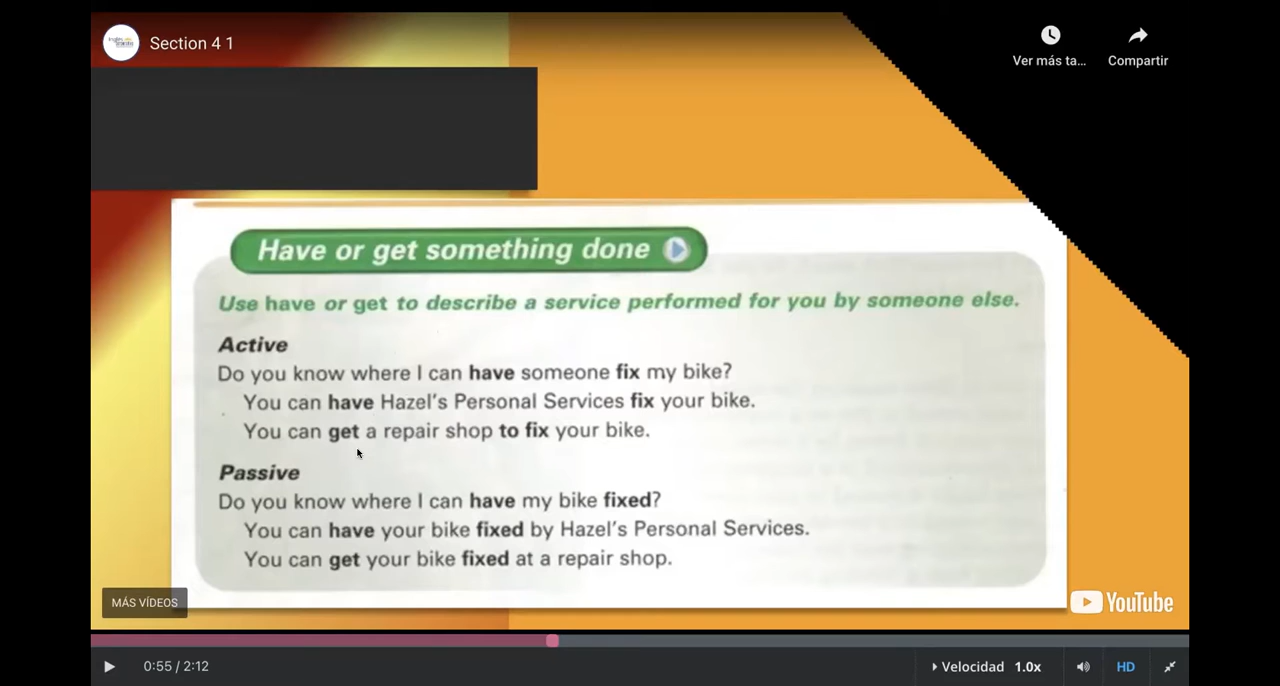 Section 4 1
Ver más ta...
Compartir
Have or get something done
Use have or get to describe a service performed for you by someone else.
Active
Do you know where I can have someone fix my bike?
You can have Hazel's Personal Services fix your bike.
You can get a repair shop to fix your bike.
Passive
Do you know where I can have my bike fixed?
You can have your bike fixed by Hazel's Personal Services.
You can get your bike fixed at a repair shop.
MÁS VÍDEOS
YouTube
0:55 / 2:12
Velocidad 1.0x
HD